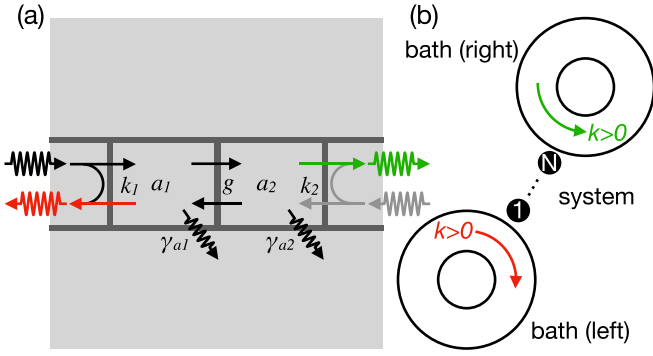 (a)
k1 a1 g a2 k2
γa1 γa2
(b)
bath (right)
k>0
N
system
1
k>0
bath (left)